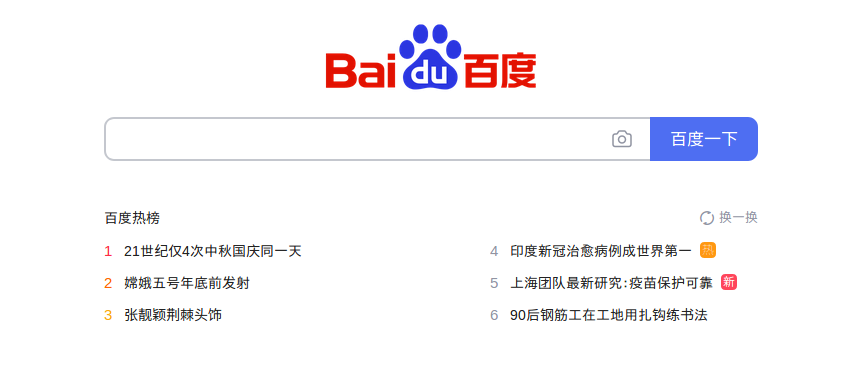 Bai du 百度
百度一下
百度热榜
换一换
1 21世纪仅4次中秋国庆同一天
2 嫦娥五号年底前发射
3 张靓颖荆棘头饰
4 印度新冠治愈病例成世界第一 热
5 上海团队最新研究:疫苗保护可靠 新
6 90后钢筋工在工地用扎钩练书法